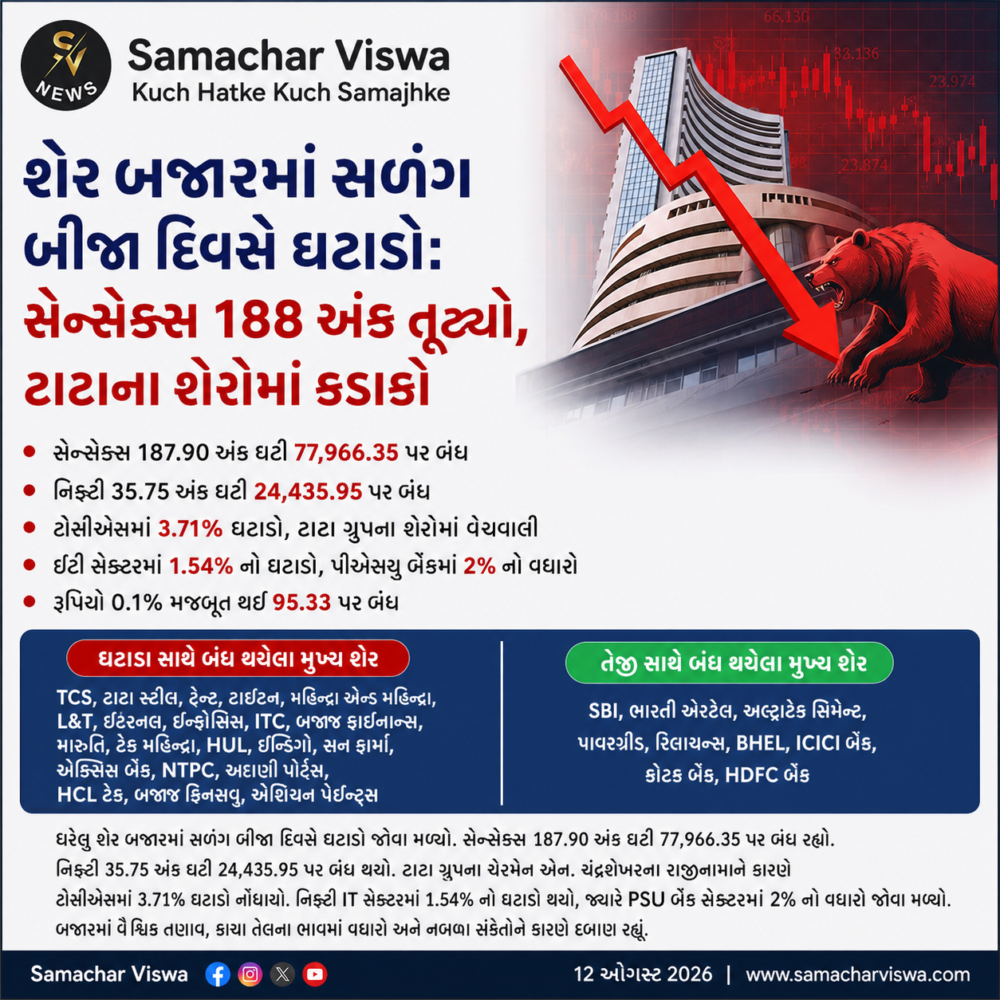 SV
NEWS
Samachar Viswa
Kuch Hatke Kuch Samajhke
79.150
66.130
83.136
23.974
23.874
શેર બજારમાં સળંગ
બીજા દિવસે ઘટાડો:
સેન્સેક્સ 188 અંક તૂટ્યો,
ટાટાના શેરોમાં કડાકો
સેન્સેક્સ 187.90 અંક ઘટી 77,966.35 પર બંધ
નિફ્ટી 35.75 અંક ઘટી 24,435.95 પર બંધ
ટોસીએસમાં 3.71% ઘટાડો, ટાટા ગ્રુપના શેરોમાં વેચવાલી
ઈટી સેક્ટરમાં 1.54% નો ઘટાડો, પીએસયુ બેંકમાં 2% નો વધારો
રૂપિયો 0.1% મજબૂત થઈ 95.33 પર બંધ
ઘટાડા સાથે બંધ થયેલા મુખ્ય શેર
TCS, ટાટા સ્ટીલ, ટ્રેન્ટ, ટાઈટન, મહિન્દ્રા એન્ડ મહિન્દ્રા,
L&T, ઈટરનલ, ઈન્ફોસિસ, ITC, બજાજ ફાઈનાન્સ,
મારુતિ, ટેક મહિન્દ્રા, HUL, ઈન્ડિગો, સન ફાર્મા,
એક્સિસ બેંક, NTPC, અદાણી પોર્ટ્સ,
HCL ટેક, બજાજ ફિનસવુ, એશિયન પેઈન્ટ્સ
તેજી સાથે બંધ થયેલા મુખ્ય શેર
SBI, ભારતી એરટેલ, અલ્ટ્રાટેક સિમેન્ટ,
પાવરગ્રીડ, રિલાયન્સ, BHEL, ICICI બેંક,
કોટક બેંક, HDFC બેંક
ઘરેલુ શેર બજારમાં સળંગ બીજા દિવસે ઘટાડો જોવા મળ્યો. સેન્સેક્સ 187.90 અંક ઘટી 77,966.35 પર બંધ રહ્યો.
નિફ્ટી 35.75 અંક ઘટી 24,435.95 પર બંધ થયો. ટાટા ગ્રુપના ચેરમેન એન. ચંદ્રશેખરના રાજીનામાને કારણે
ટોસીએસમાં 3.71% ઘટાડો નોંધાયો. નિફ્ટી IT સેક્ટરમાં 1.54% નો ઘટાડો થયો, જ્યારે PSU બેંક સેક્ટરમાં 2% નો વધારો જોવા મળ્યો.
બજારમાં વૈશ્વિક તણાવ, કાચા તેલના ભાવમાં વધારો અને નબળા સંકેતોને કારણે દબાણ રહ્યું.
Samachar Viswa
12 ઓગસ્ટ 2026 | www.samacharviswa.com